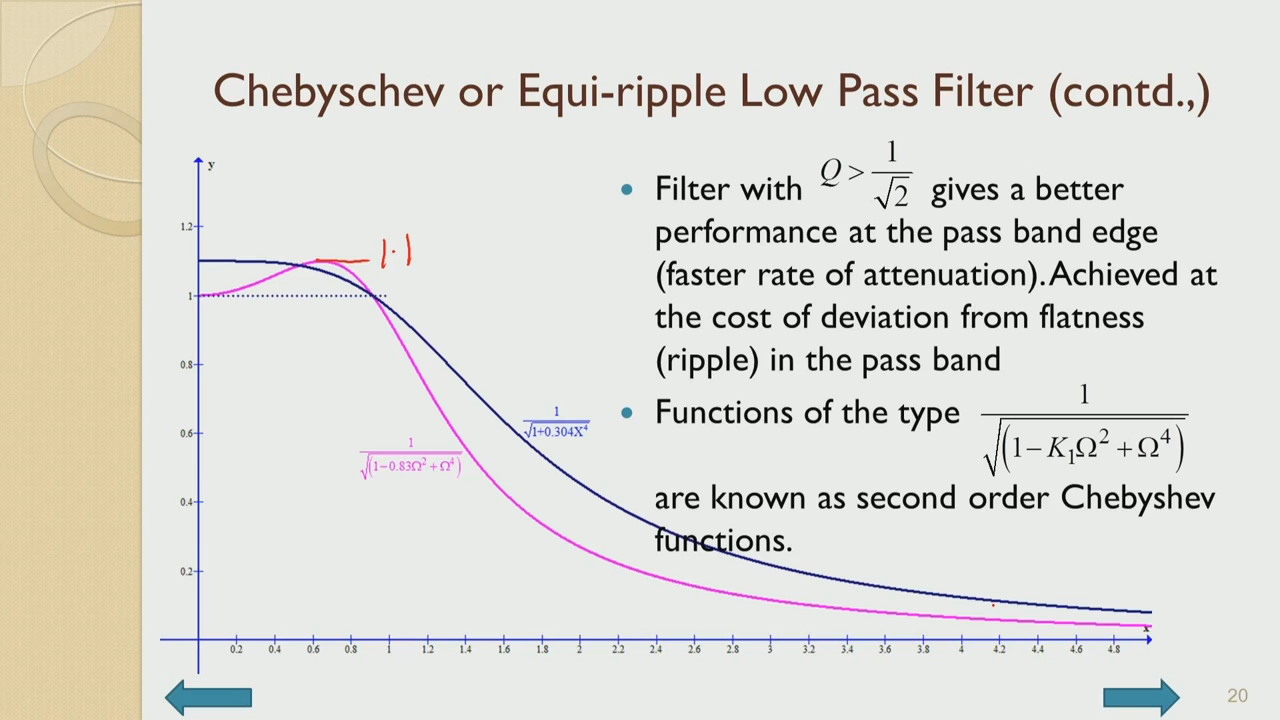 Chebyschev or Equi-ripple Low Pass Filter (contd.,)
• Filter with Q > 1/√2 gives a better
performance at the pass band edge
(faster rate of attenuation). Achieved at
the cost of deviation from flatness
(ripple) in the pass band
• Functions of the type 1/√(1−K₁Ω²+Ω⁴)
are known as second order Chebyshev
functions.
y
1.2
1
0.8
0.6
0.4
0.2
1.1
1/√1+0.304X⁴
1/√(1−0.83Ω²+Ω⁴)
0.2 0.4 0.6 0.8 1 1.2 1.4 1.6 1.8 2 2.2 2.4 2.6 2.8 3 3.2 3.4 3.6 3.8 4 4.2 4.4 4.6 4.8
x
20